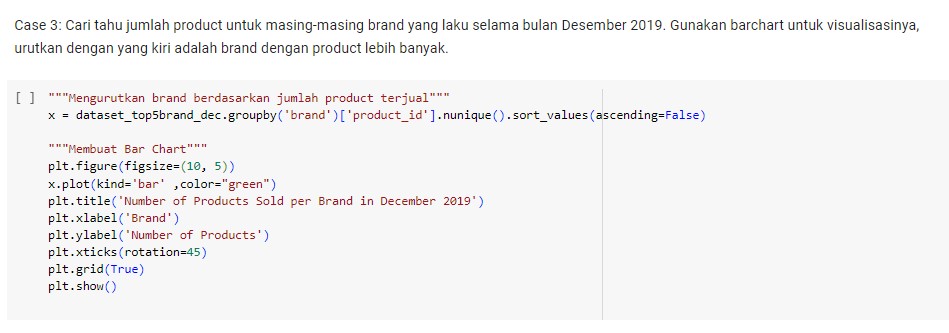 Case 3: Cari tahu jumlah product untuk masing-masing brand yang laku selama bulan Desember 2019. Gunakan barchart untuk visualisasinya,
urutkan dengan yang kiri adalah brand dengan product lebih banyak.
[ ] """Mengurutkan brand berdasarkan jumlah product terjual"""
x = dataset_top5brand_dec.groupby('brand')['product_id'].nunique().sort_values(ascending=False)
"""Membuat Bar Chart"""
plt.figure(figsize=(10, 5))
x.plot(kind='bar' ,color="green")
plt.title('Number of Products Sold per Brand in December 2019')
plt.xlabel('Brand')
plt.ylabel('Number of Products')
plt.xticks(rotation=45)
plt.grid(True)
plt.show()